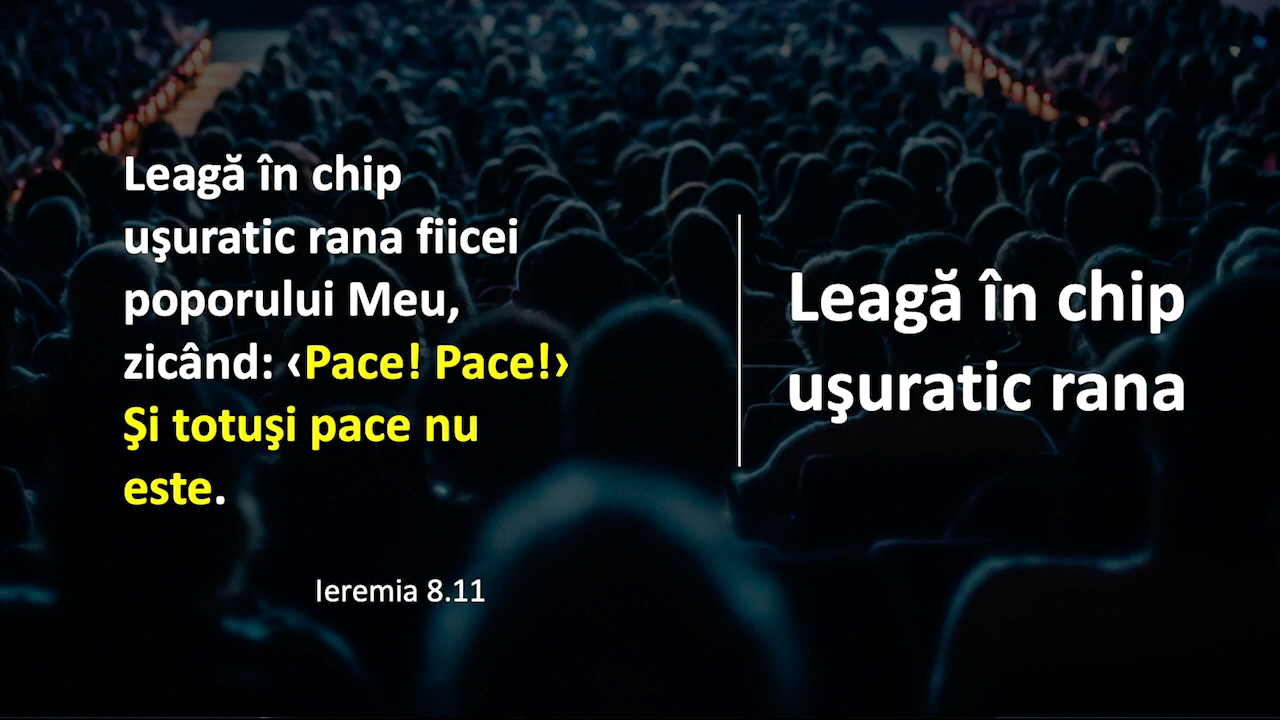 Leagă în chip
uşuratic rana fiicei
poporului Meu,
zicând: ‹Pace! Pace!›
Şi totuşi pace nu
este.
Ieremia 8.11
Leagă în chip
uşuratic rana